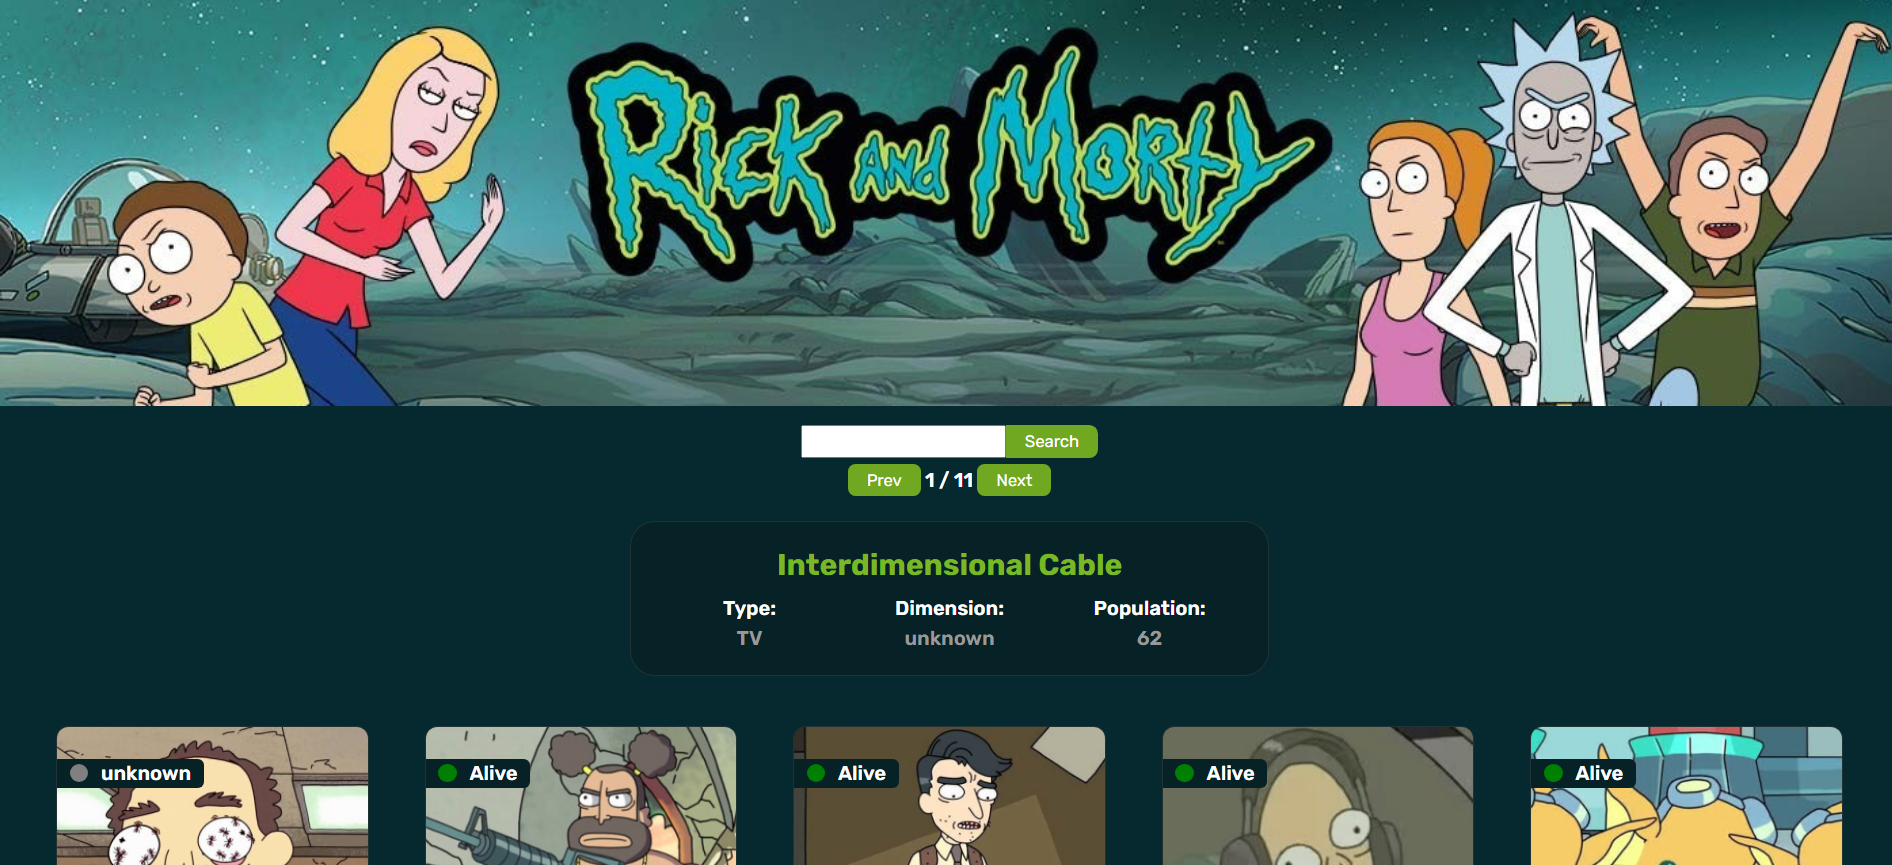 Rick and Morty
Search
Prev 1 / 11 Next
Interdimensional Cable
Type: Dimension: Population:
TV unknown 62
unknown Alive Alive Alive Alive